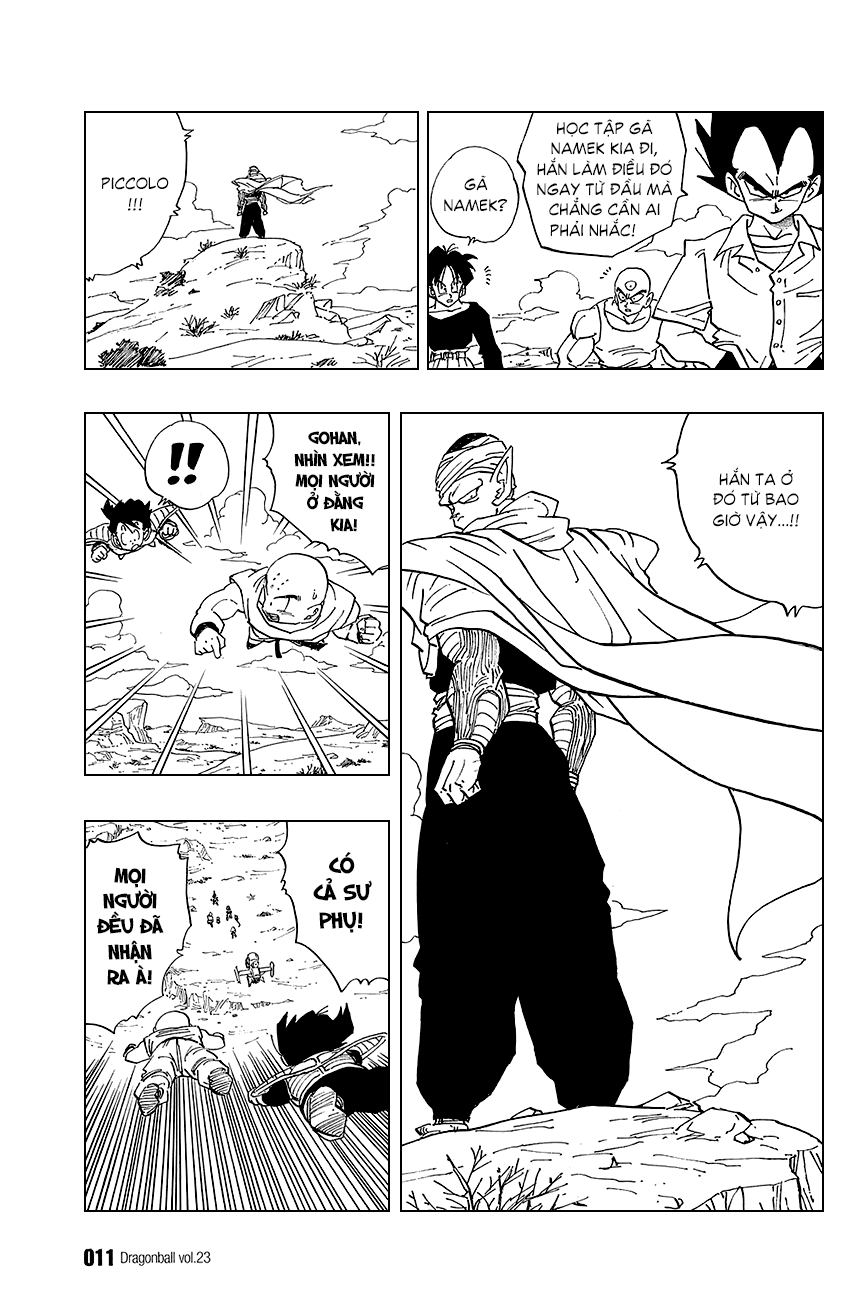 HỌC TẬP GÃ
NAMEK KIA ĐI,
HẮN LÀM ĐIỀU ĐÓ
NGAY TỪ ĐẦU MÀ
CHẲNG CẦN AI
PHẢI NHẮC!
GÃ
NAMEK?
PICCOLO
!!!
HẮN TA Ở
ĐÓ TỪ BAO
GIỜ VẬY...!!
GOHAN,
NHÌN XEM!!
MỌI NGƯỜI
Ở ĐẰNG
KIA!
!!
CÓ
CẢ SƯ
PHỤ!
MỌI
NGƯỜI
ĐỀU ĐÃ
NHẬN
RA À!
011 Dragonball vol.23